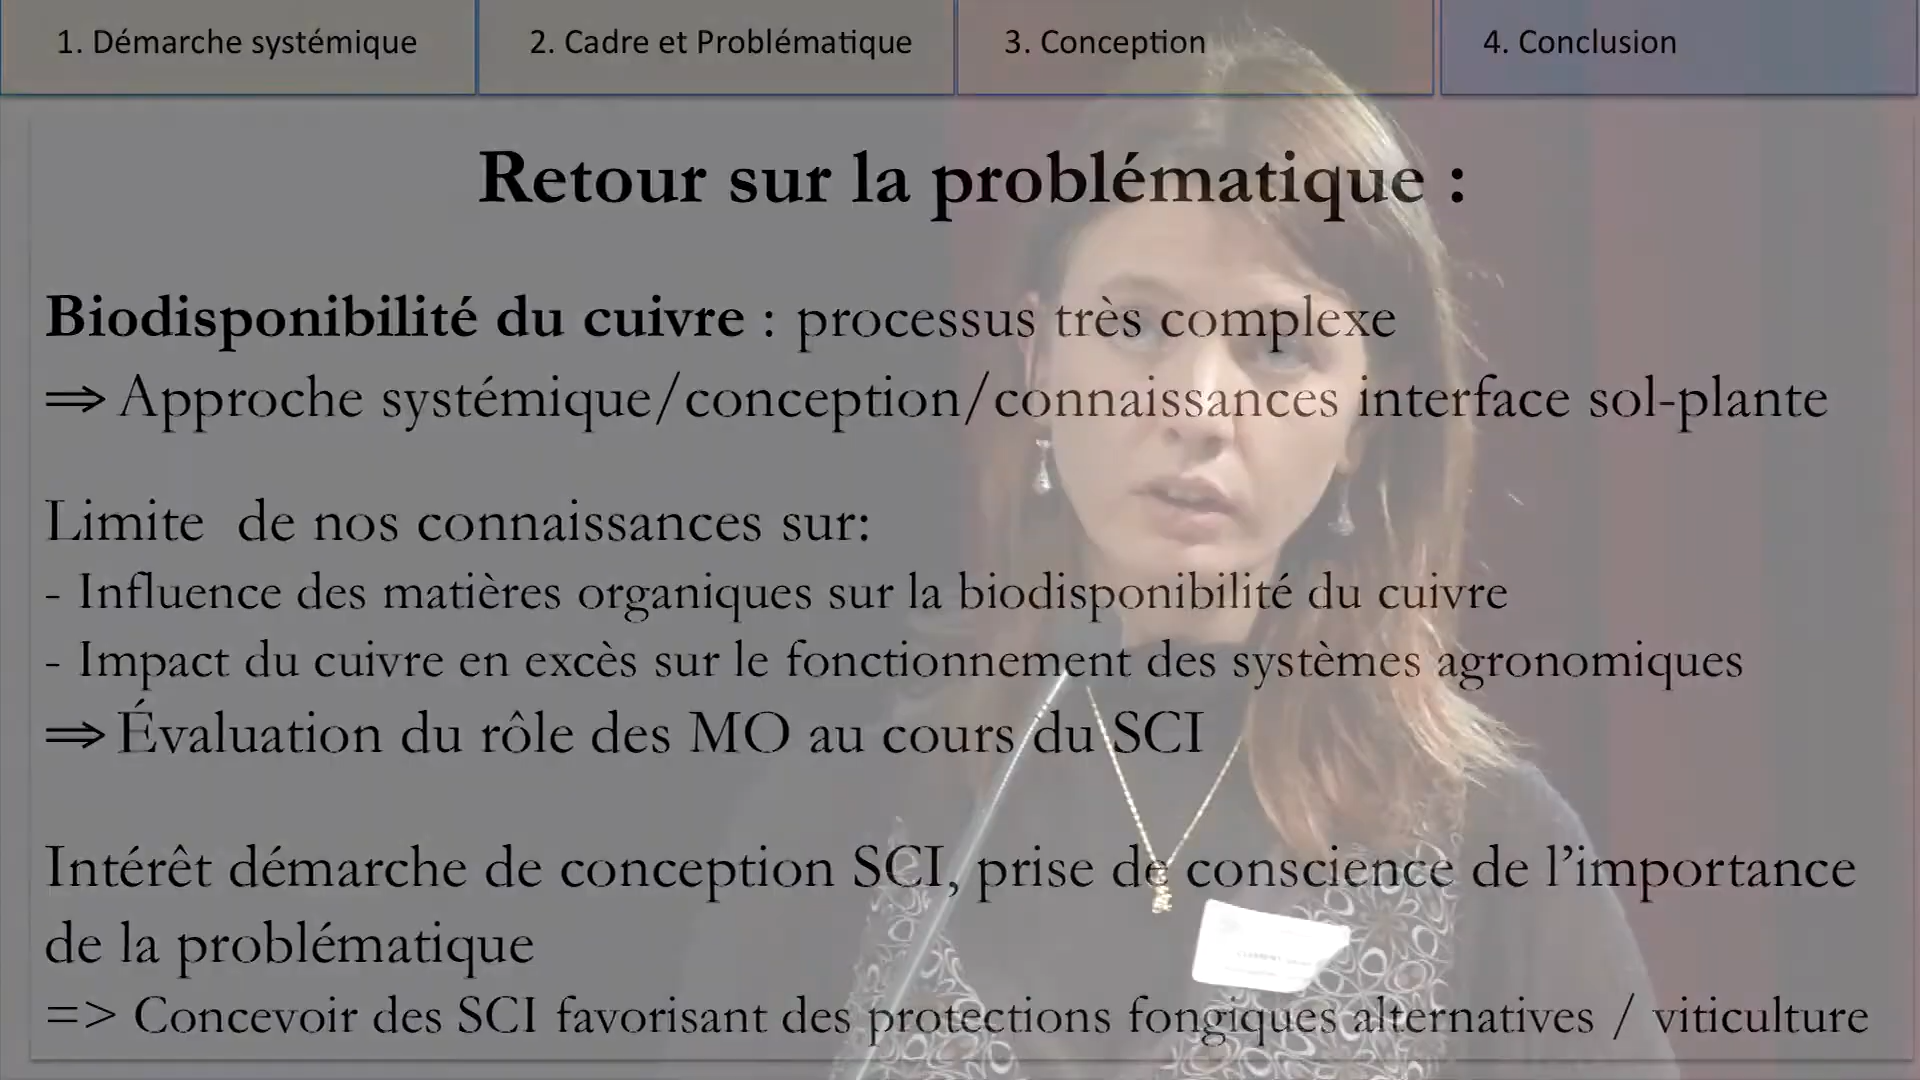 1. Démarche systémique
2. Cadre et Problématique
3. Conception
4. Conclusion
Retour sur la problématique :
Biodisponibilité du cuivre : processus très complexe
⇒ Approche systémique/conception/connaissances interface sol-plante
Limite de nos connaissances sur:
- Influence des matières organiques sur la biodisponibilité du cuivre
- Impact du cuivre en excès sur le fonctionnement des systèmes agronomiques
⇒ Évaluation du rôle des MO au cours du SCI
Intérêt démarche de conception SCI, prise de conscience de l’importance
de la problématique
=> Concevoir des SCI favorisant des protections fongiques alternatives / viticulture